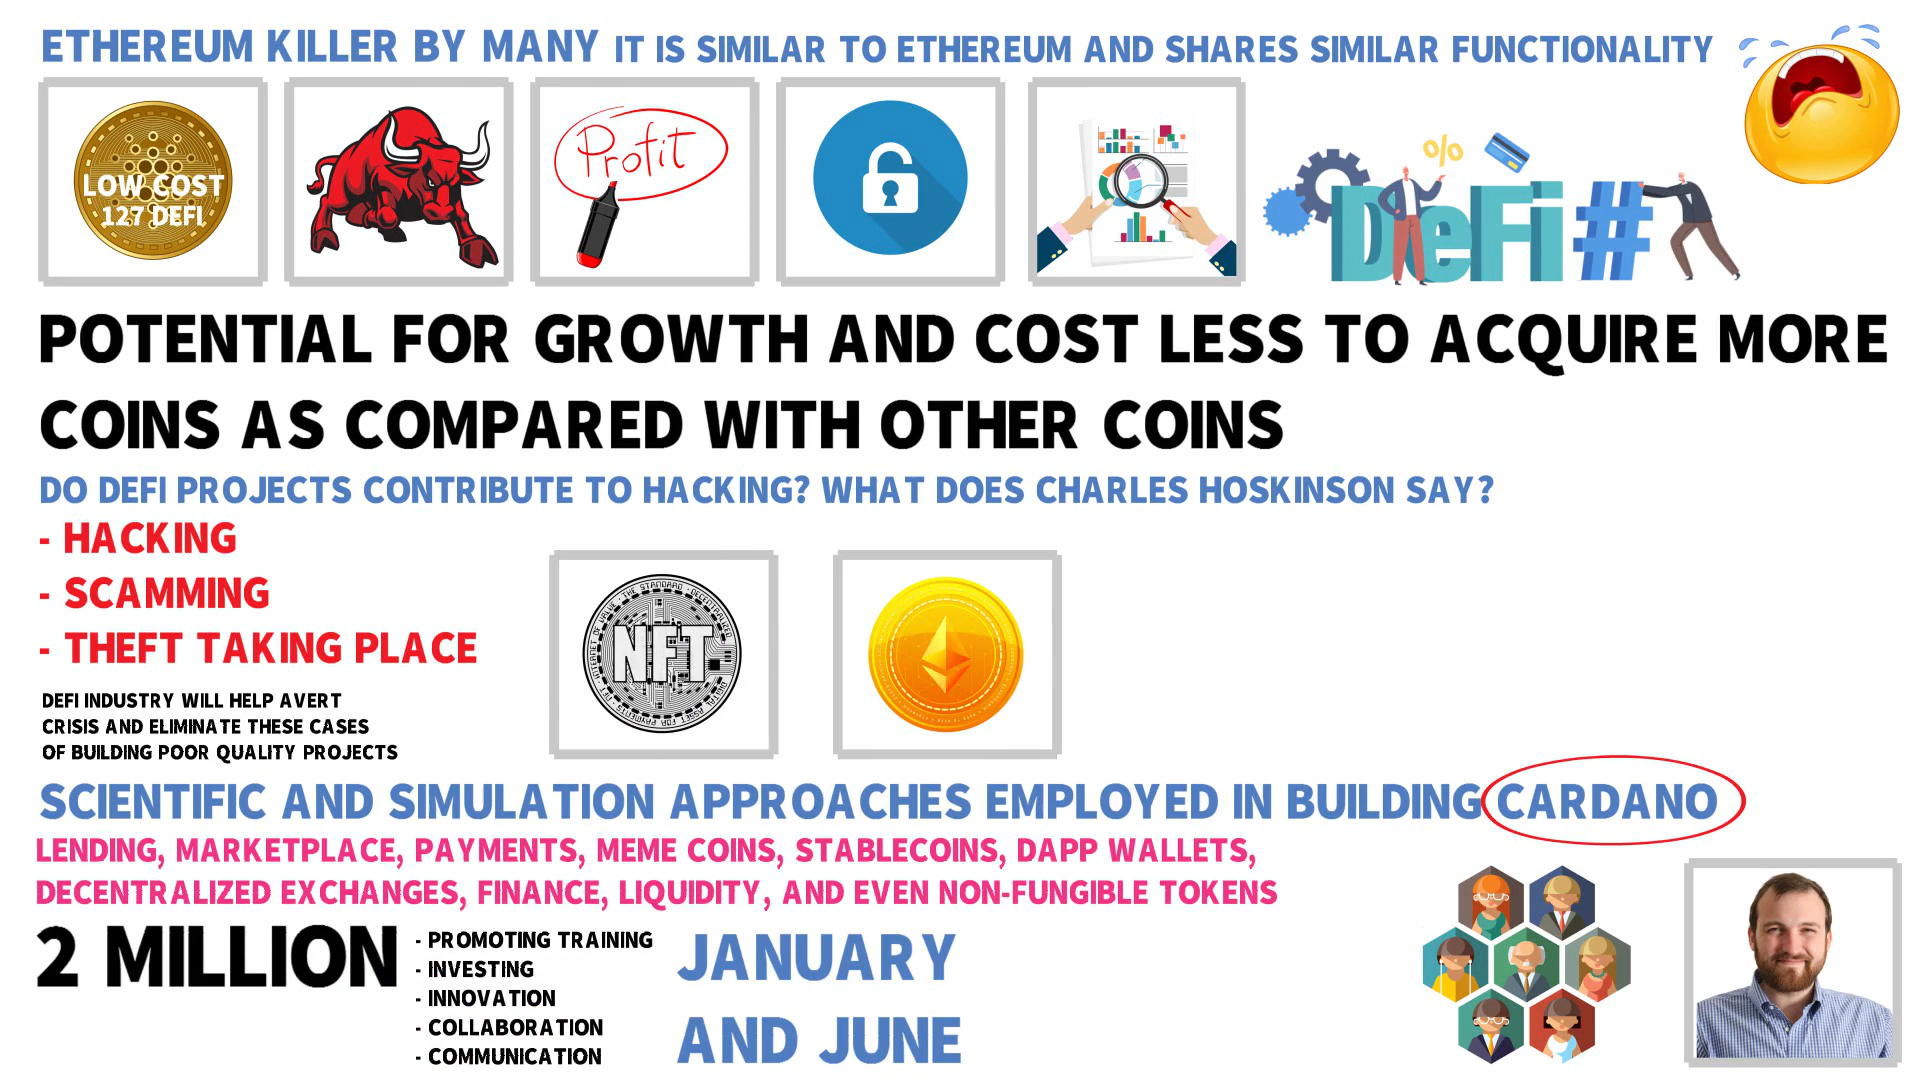 ETHEREUM KILLER BY MANY IT IS SIMILAR TO ETHEREUM AND SHARES SIMILAR FUNCTIONALITY
LOW COST
127 DEFI
Profit
%
DeFi #
POTENTIAL FOR GROWTH AND COST LESS TO ACQUIRE MORE
COINS AS COMPARED WITH OTHER COINS
DO DEFI PROJECTS CONTRIBUTE TO HACKING? WHAT DOES CHARLES HOSKINSON SAY?
- HACKING
- SCAMMING
- THEFT TAKING PLACE
DEFI INDUSTRY WILL HELP AVERT
CRISIS AND ELIMINATE THESE CASES
OF BUILDING POOR QUALITY PROJECTS
NFT
SCIENTIFIC AND SIMULATION APPROACHES EMPLOYED IN BUILDING CARDANO
LENDING, MARKETPLACE, PAYMENTS, MEME COINS, STABLECOINS, DAPP WALLETS,
DECENTRALIZED EXCHANGES, FINANCE, LIQUIDITY, AND EVEN NON-FUNGIBLE TOKENS
2 MILLION
- PROMOTING TRAINING
- INVESTING
- INNOVATION
- COLLABORATION
- COMMUNICATION
JANUARY
AND JUNE